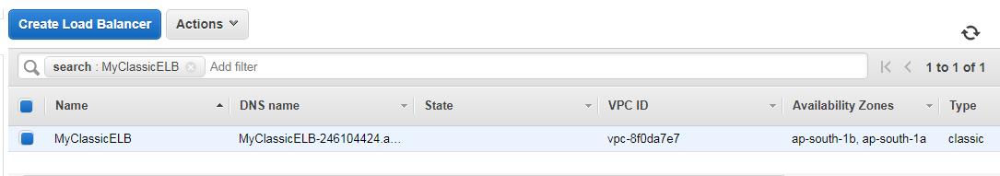 Create Load Balancer Actions
search : MyClassicELB Add filter 1 to 1 of 1
Name DNS name State VPC ID Availability Zones Type
MyClassicELB MyClassicELB-246104424.a... vpc-8f0da7e7 ap-south-1b, ap-south-1a classic